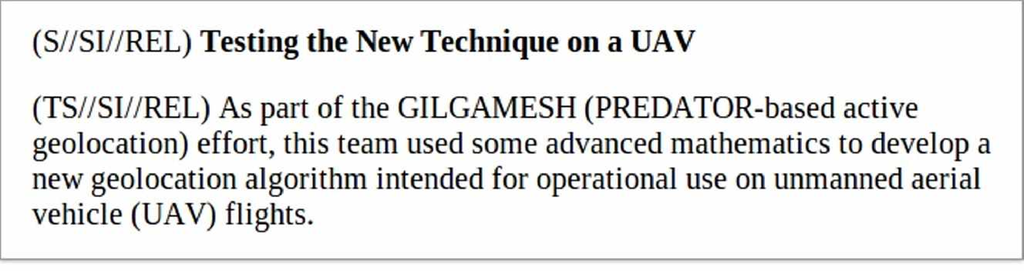 (S//SI//REL) Testing the New Technique on a UAV
(TS//SI//REL) As part of the GILGAMESH (PREDATOR-based active
geolocation) effort, this team used some advanced mathematics to develop a
new geolocation algorithm intended for operational use on unmanned aerial
vehicle (UAV) flights.